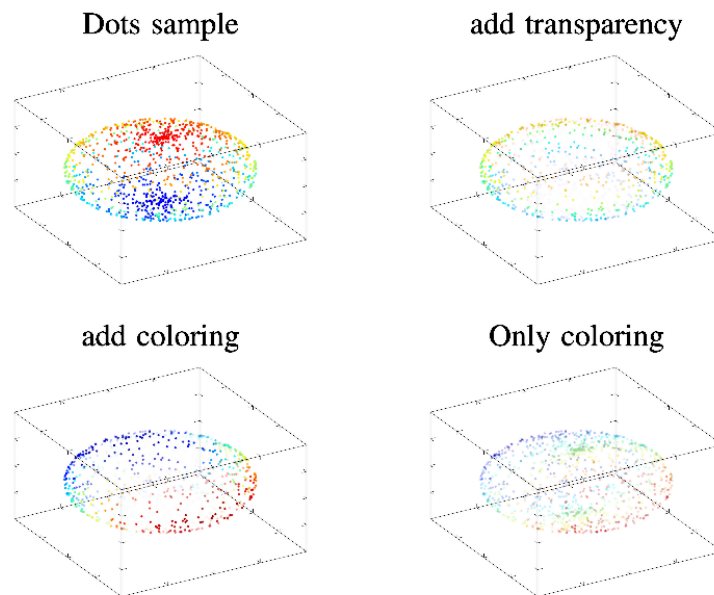 Dots sample
add transparency
add coloring
Only coloring